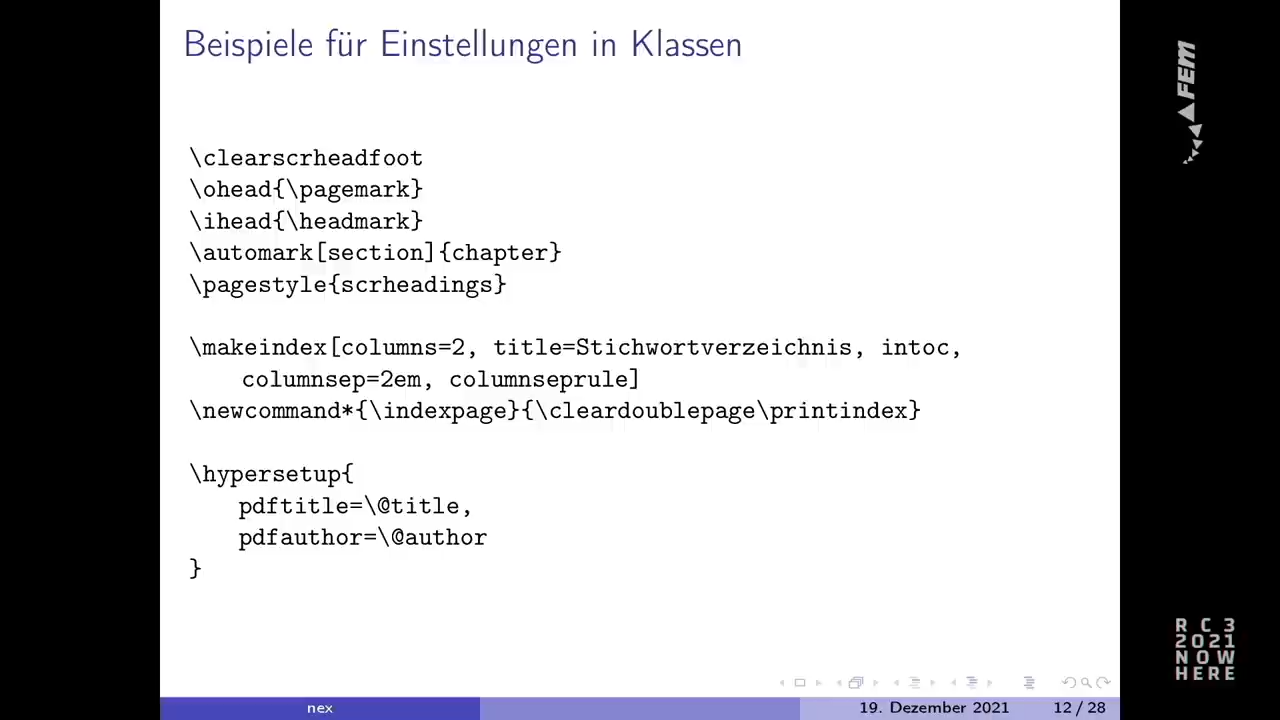 Beispiele für Einstellungen in Klassen
\clearscrheadfoot
\ohead{\pagemark}
\ihead{\headmark}
\automark[section]{chapter}
\pagestyle{scrheadings}
\makeindex[columns=2, title=Stichwortverzeichnis, intoc,
columnsep=2em, columnseprule]
\newcommand*{\indexpage}{\cleardoublepage\printindex}
\hypersetup{
pdftitle=\@title,
pdfauthor=\@author
}
nex
19. Dezember 2021
12 / 28
FEM
RC3
2021
NOW
HERE